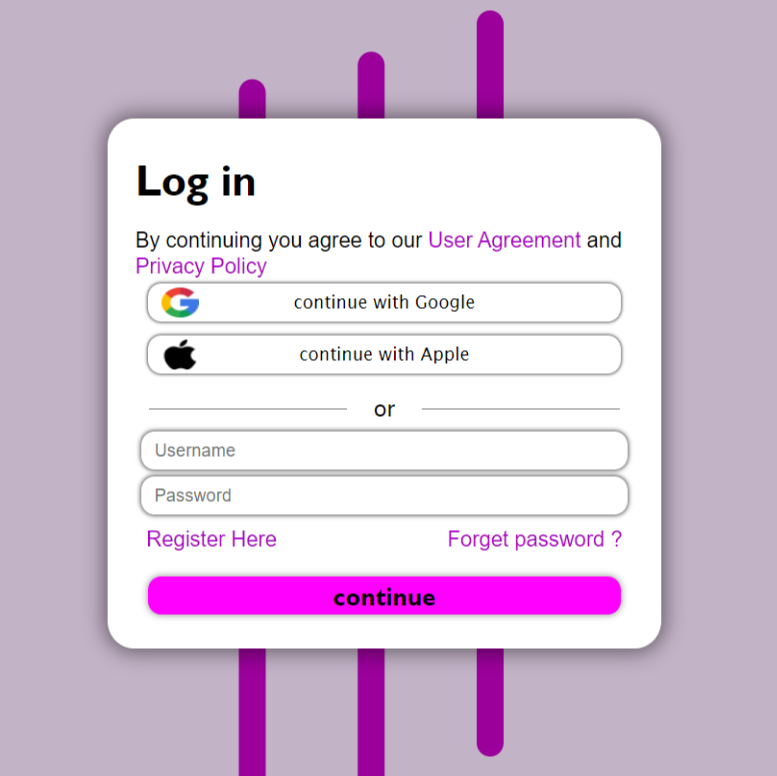 Log in
By continuing you agree to our User Agreement and
Privacy Policy
continue with Google
continue with Apple
or
Username
Password
Register Here Forget password ?
continue